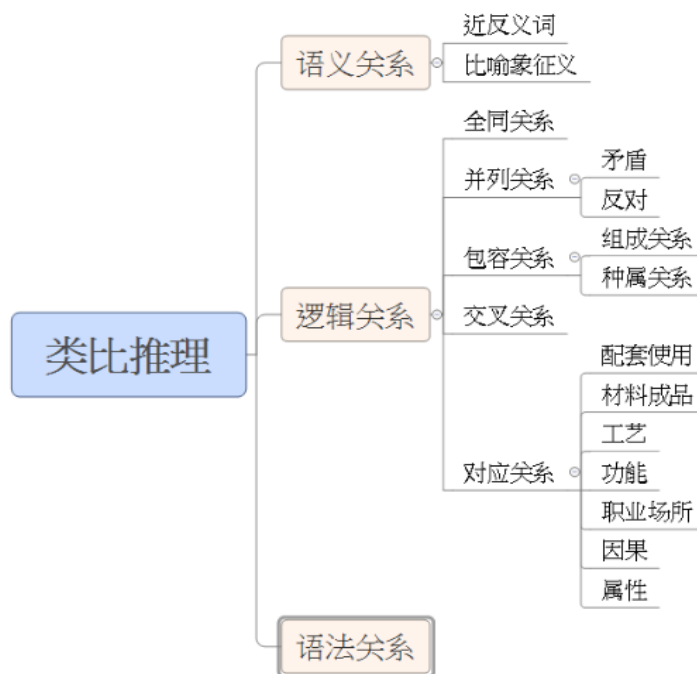 类比推理
语义关系
近反义词
比喻象征义
逻辑关系
全同关系
并列关系
矛盾
反对
包容关系
组成关系
种属关系
交叉关系
对应关系
配套使用
材料成品
工艺
功能
职业场所
因果
属性
语法关系